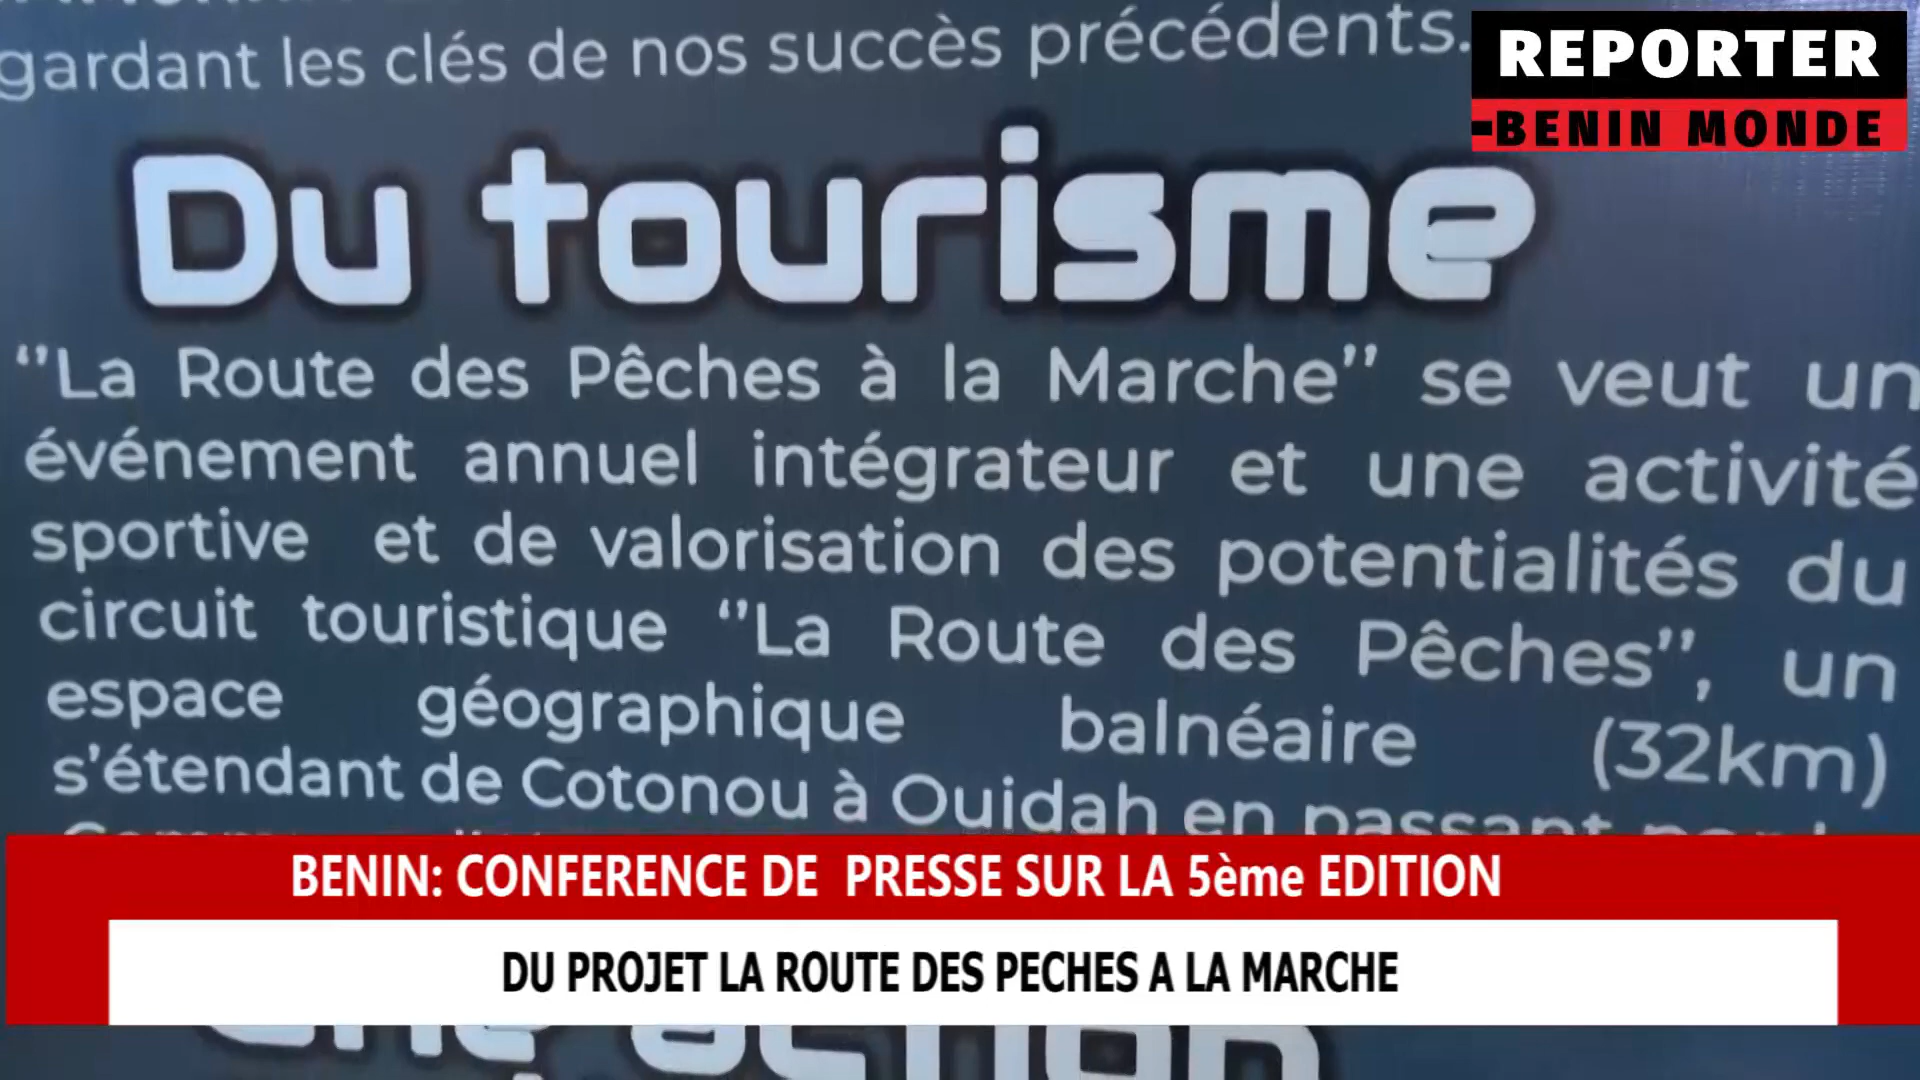 gardant les clés de nos succès précédents.
REPORTER
BENIN MONDE
Du tourisme
‘’La Route des Pêches à la Marche’’ se veut un
événement annuel intégrateur et une activité
sportive et de valorisation des potentialités du
circuit touristique ‘’La Route des Pêches’’, un
espace géographique balnéaire (32km)
s’étendant de Cotonou à Ouidah en passant
BENIN: CONFERENCE DE PRESSE SUR LA 5ème EDITION
DU PROJET LA ROUTE DES PECHES A LA MARCHE
action